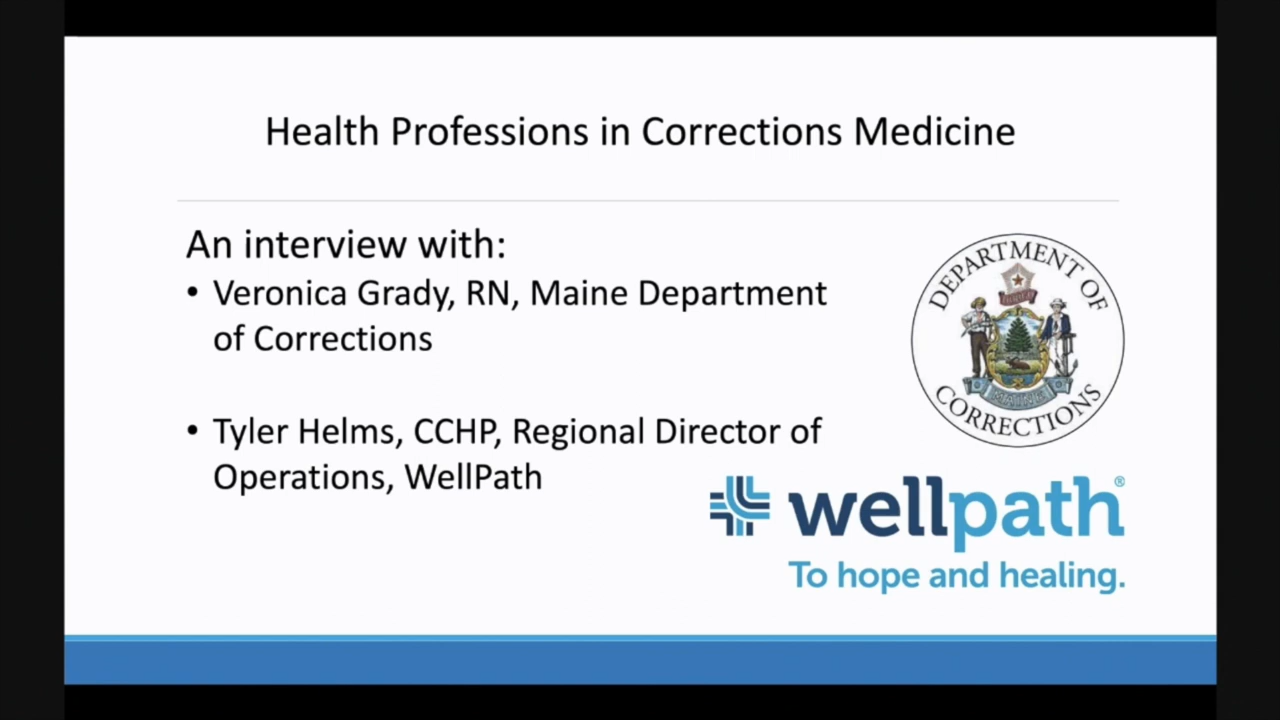 Health Professions in Corrections Medicine
An interview with:
• Veronica Grady, RN, Maine Department
of Corrections
• Tyler Helms, CCHP, Regional Director of
Operations, WellPath
DEPARTMENT OF
MAINE
CORRECTIONS
wellpath®
To hope and healing.